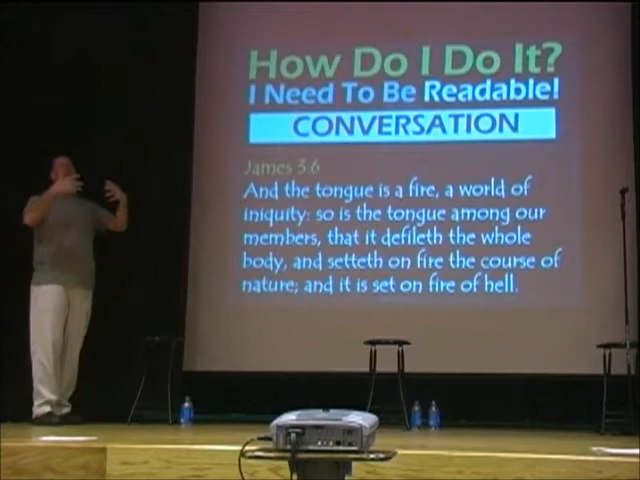 How Do I Do It?
I Need To Be Readable!
CONVERSATION
James 3:6
And the tongue is a fire, a world of
iniquity: so is the tongue among our
members, that it defileth the whole
body, and setteth on fire the course of
nature; and it is set on fire of hell.